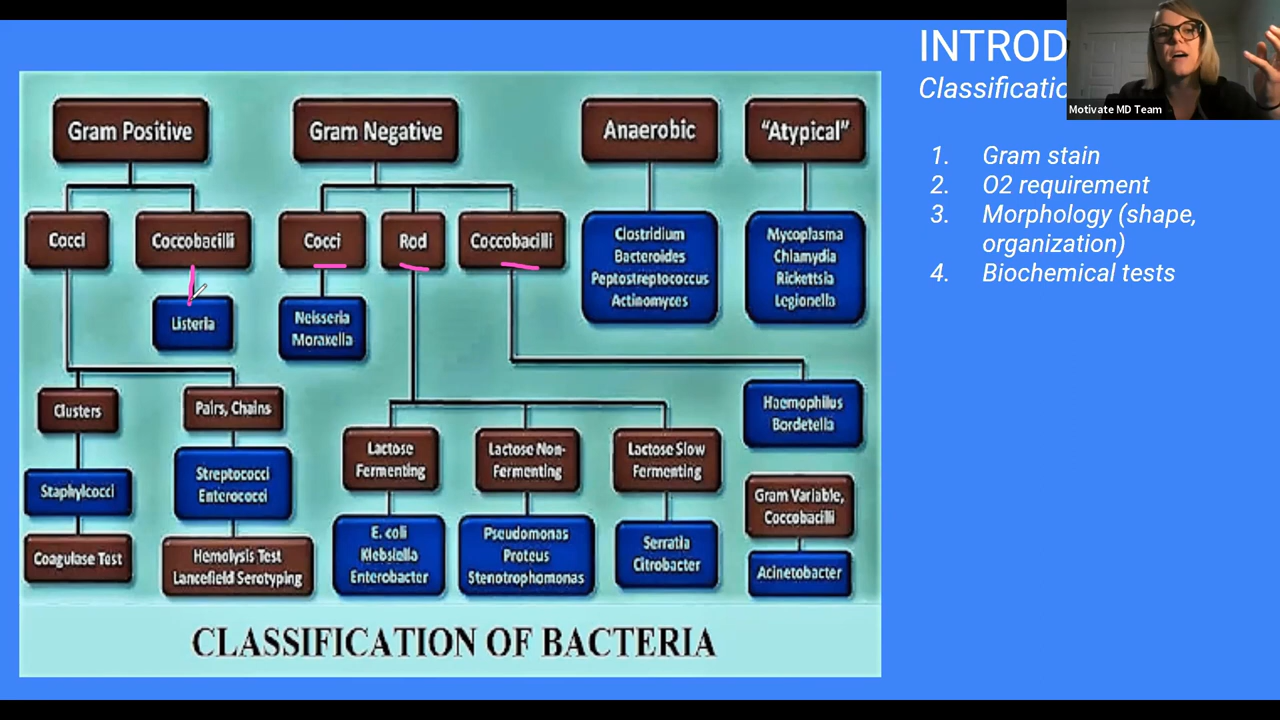 INTROD
Classificatio
Motivate MD Team
1. Gram stain
2. O2 requirement
3. Morphology (shape,
organization)
4. Biochemical tests
Gram Positive
Gram Negative
Anaerobic
"Atypical"
Cocci
Coccobacilli
Cocci
Rod
Coccobacilli
Clostridium
Bacteroides
Peptostreptococcus
Actinomyces
Mycoplasma
Chlamydia
Rickettsia
Legionella
Listeria
Neisseria
Moraxella
Clusters
Pairs, Chains
Haemophilus
Bordetella
Lactose
Fermenting
Lactose Non-
Fermenting
Lactose Slow
Fermenting
Staphylcocci
Streptococci
Enterococci
Gram Variable,
Coccobacilli
Coagulase Test
Hemolysis Test
Lancefield Serotyping
E. coli
Klebsiella
Enterobacter
Pseudomonas
Proteus
Stenotrophomonas
Serratia
Citrobacter
Acinetobacter
CLASSIFICATION OF BACTERIA